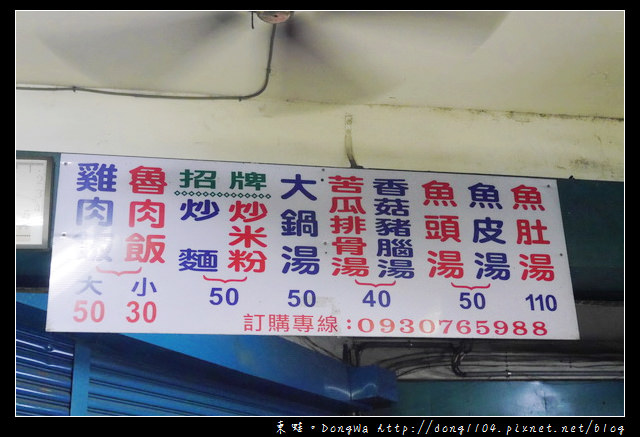 雞肉飯
魯肉飯
大 小
50 30
招牌
炒麵
炒米粉
50
大鍋湯
50
苦瓜排骨湯
香菇豬腦湯
40
魚頭湯
魚皮湯
50
魚肚湯
110
訂購專線：0930765988
東蛙。DongWa http://dong1104.pixnet.net/blog